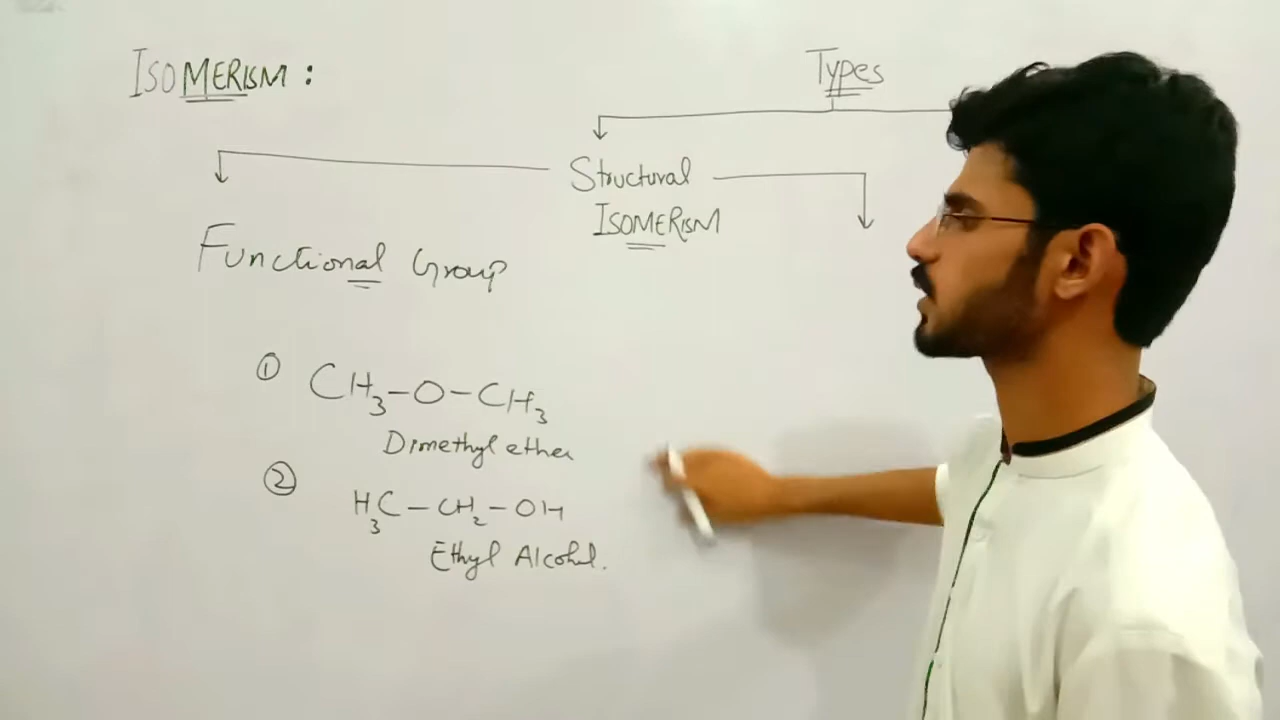 ISOMERISM :
Types
Structural
ISOMERISM
Functional Group
① CH₃-O-CH₃
Dimethyl ether
② H₃C-CH₂-OH
Ethyl Alcohol.